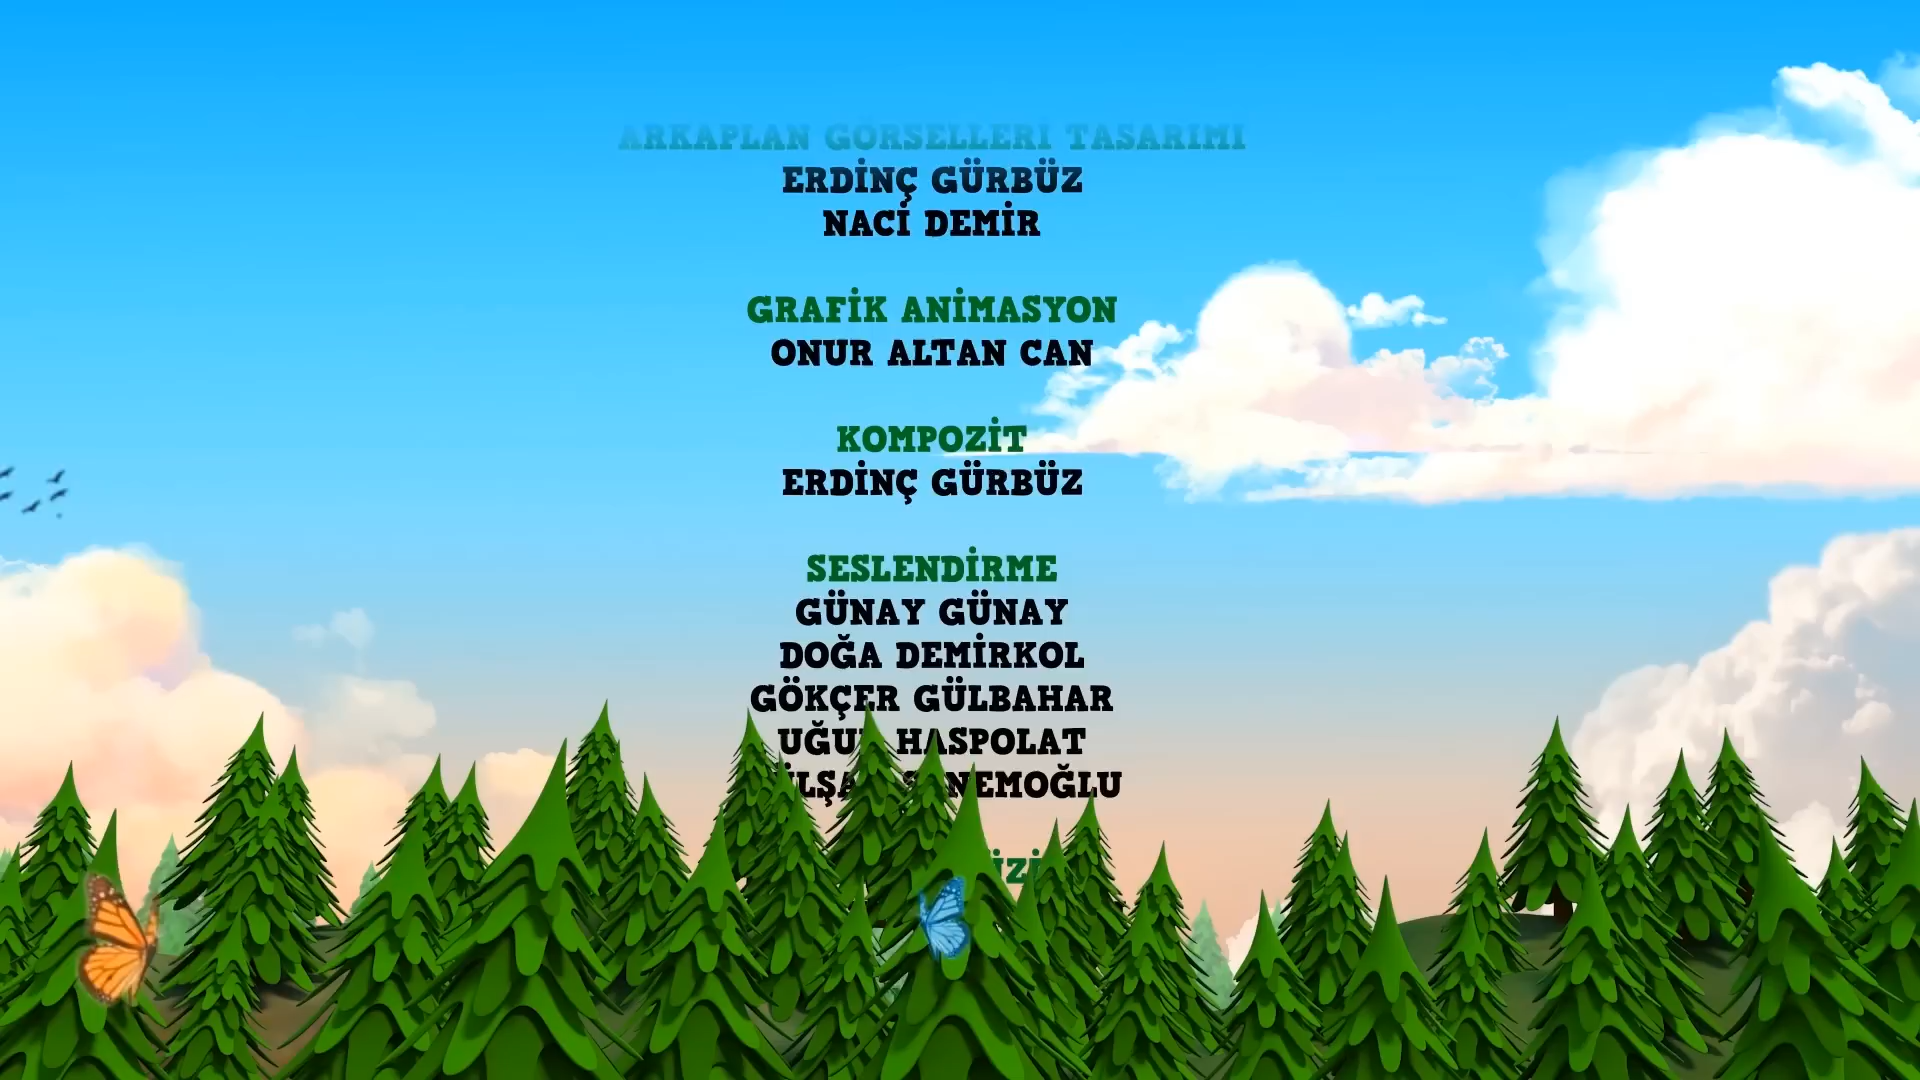 ARKAPLAN GÖRSELLERİ TASARIMI
ERDİNÇ GÜRBÜZ
NACİ DEMİR
GRAFİK ANİMASYON
ONUR ALTAN CAN
KOMPOZİT
ERDİNÇ GÜRBÜZ
SESLENDİRME
GÜNAY GÜNAY
DOĞA DEMİRKOL
GÖKÇER GÜLBAHAR
UĞUR HASPOLAT